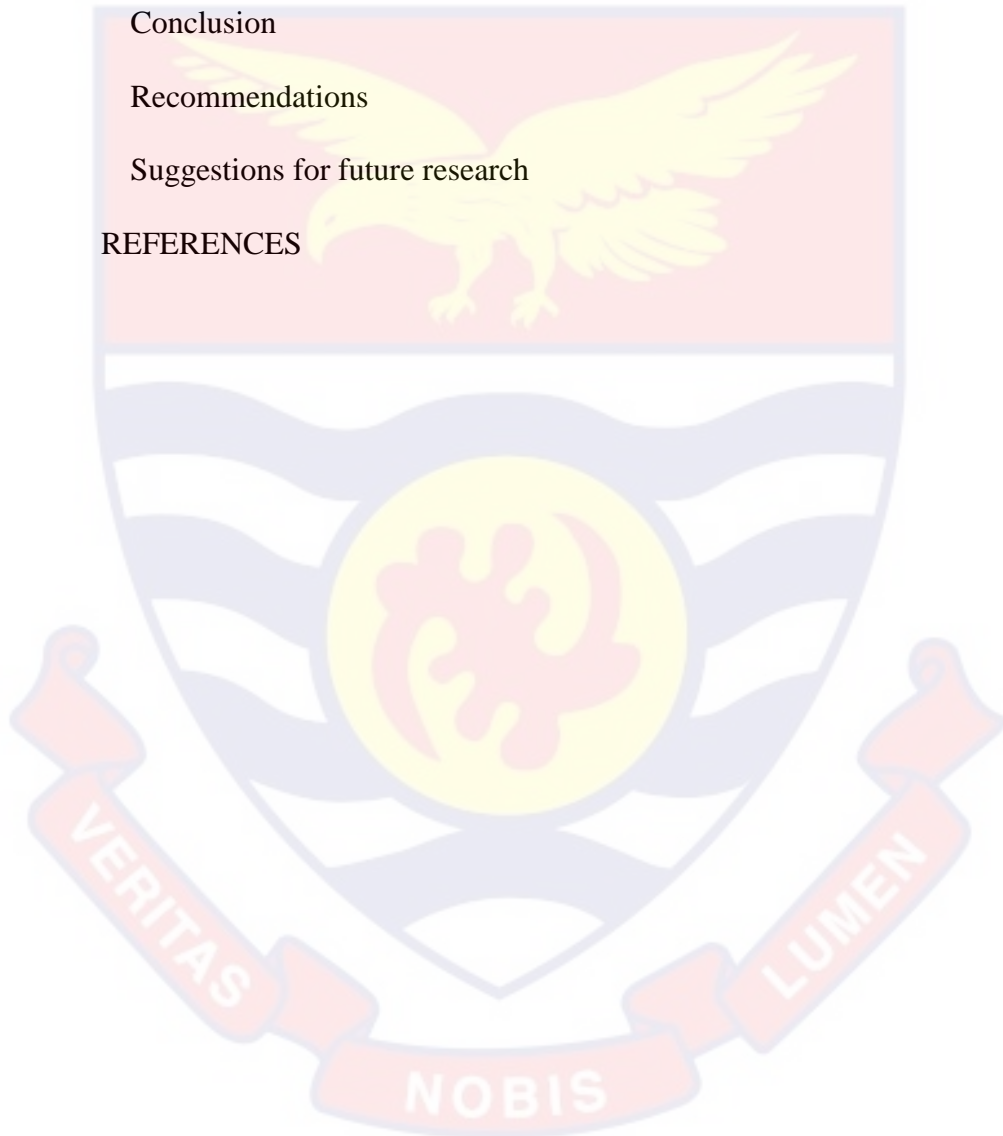 Conclusion
Recommendations
Suggestions for future research
REFERENCES
VERITAS
NOBIS
LUMEN